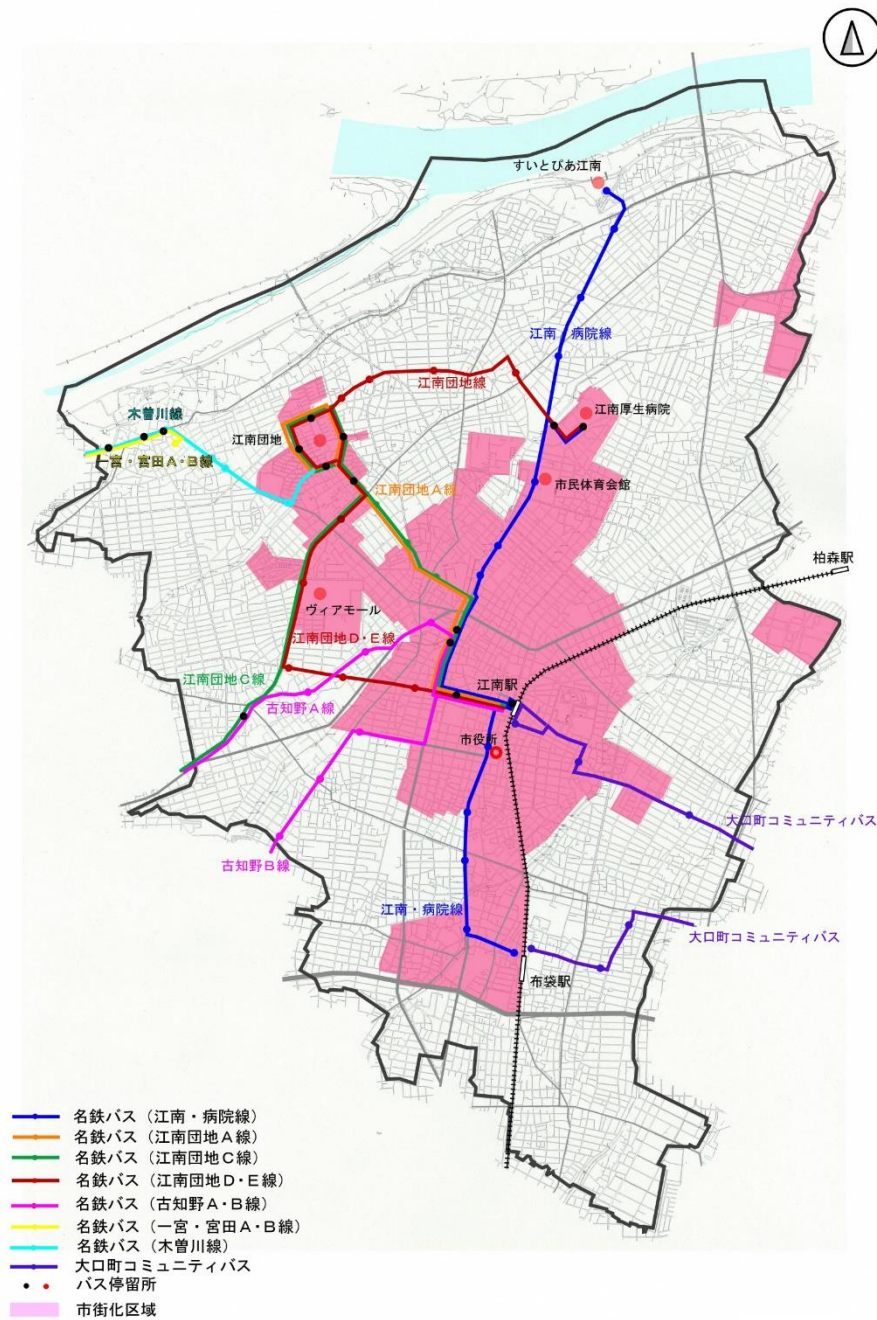 すいとぴあ江南
江南・病院線
江南団地線
木曽川線
江南厚生病院
江南団地
一宮・宮田A・B線
江南団地A線
市民体育会館
柏森駅
ヴィアモール
江南団地D・E線
江南団地C線
江南駅
古知野A線
市役所
大口町コミュニティバス
古知野B線
江南・病院線
大口町コミュニティバス
布袋駅
名鉄バス（江南・病院線）
名鉄バス（江南団地A線）
名鉄バス（江南団地C線）
名鉄バス（江南団地D・E線）
名鉄バス（古知野A・B線）
名鉄バス（一宮・宮田A・B線）
名鉄バス（木曽川線）
大口町コミュニティバス
バス停留所
市街化区域